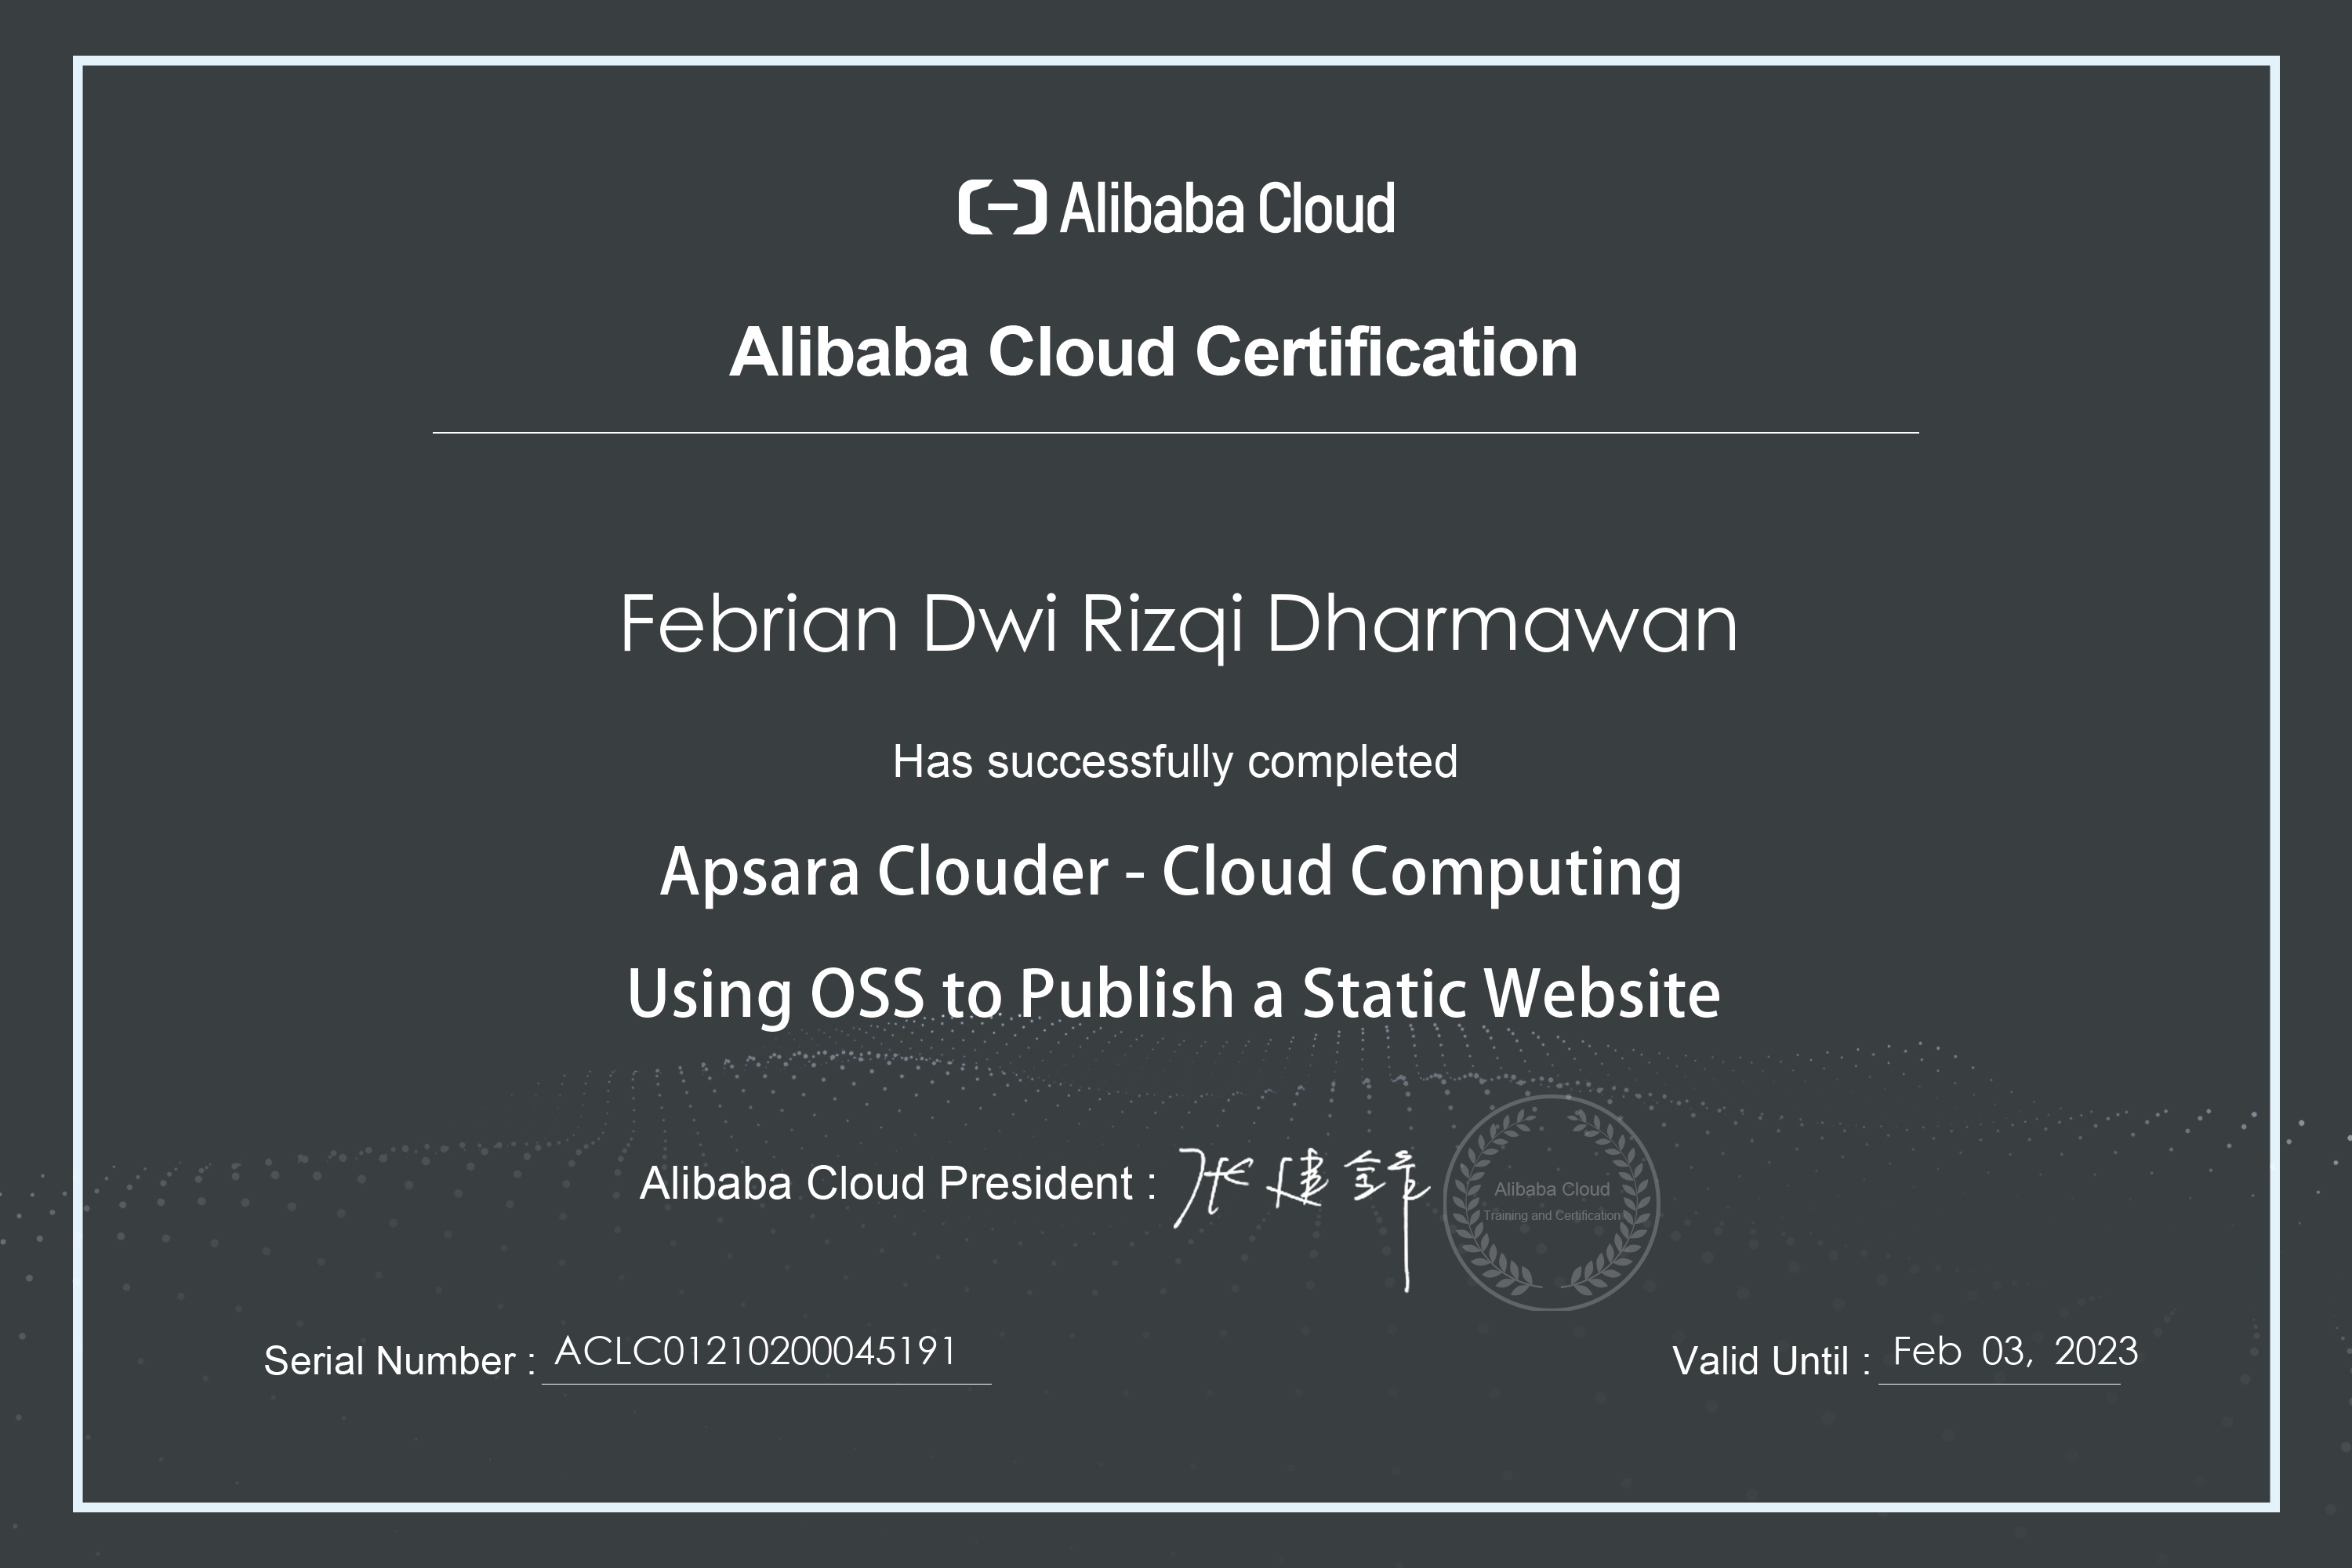 Alibaba Cloud
Alibaba Cloud Certification
Febrian Dwi Rizqi Dharmawan
Has successfully completed
Apsara Clouder - Cloud Computing
Using OSS to Publish a Static Website
Alibaba Cloud President : 张建锋
Alibaba Cloud
Training and Certification
Serial Number : ACLC01210200045191
Valid Until : Feb 03, 2023